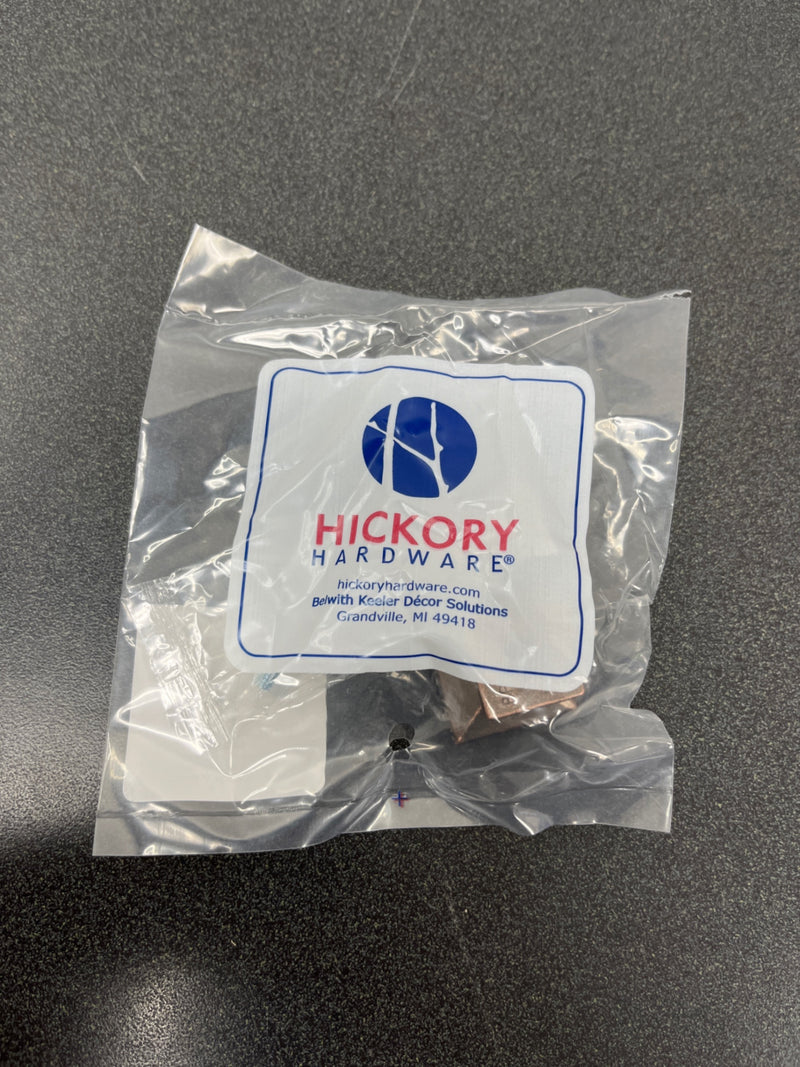 HICKORY
HARDWARE®
hickoryhardware.com
Belwith Keeler Décor Solutions
Grandville, MI 49418